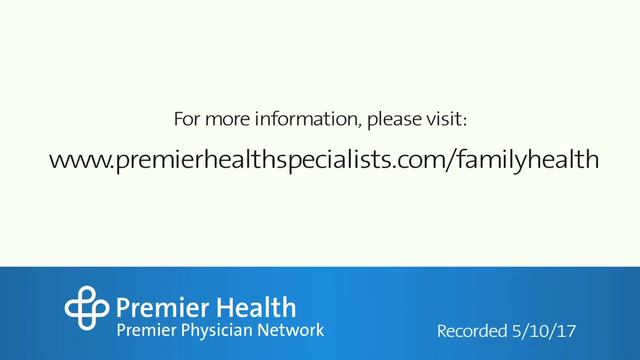 For more information, please visit:
www.premierhealthspecialists.com/familyhealth
Premier Health
Premier Physician Network
Recorded 5/10/17